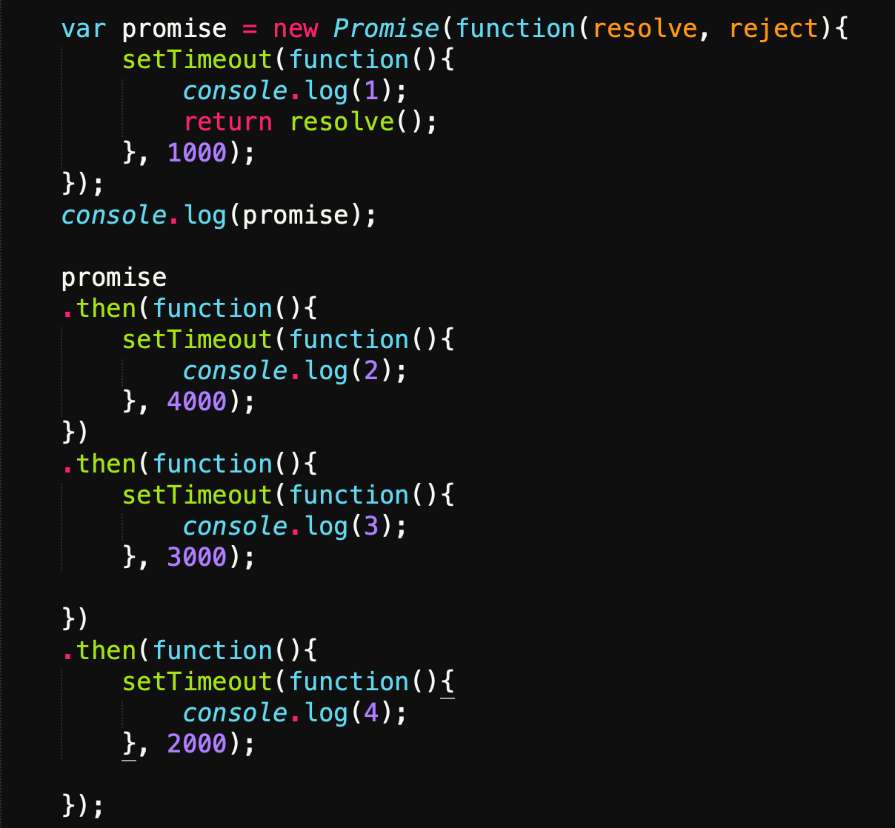 var promise = new Promise(function(resolve, reject){
    setTimeout(function(){
        console.log(1);
        return resolve();
    }, 1000);
});
console.log(promise);

promise
.then(function(){
    setTimeout(function(){
        console.log(2);
    }, 4000);
})
.then(function(){
    setTimeout(function(){
        console.log(3);
    }, 3000);

})
.then(function(){
    setTimeout(function(){
        console.log(4);
    }, 2000);

});